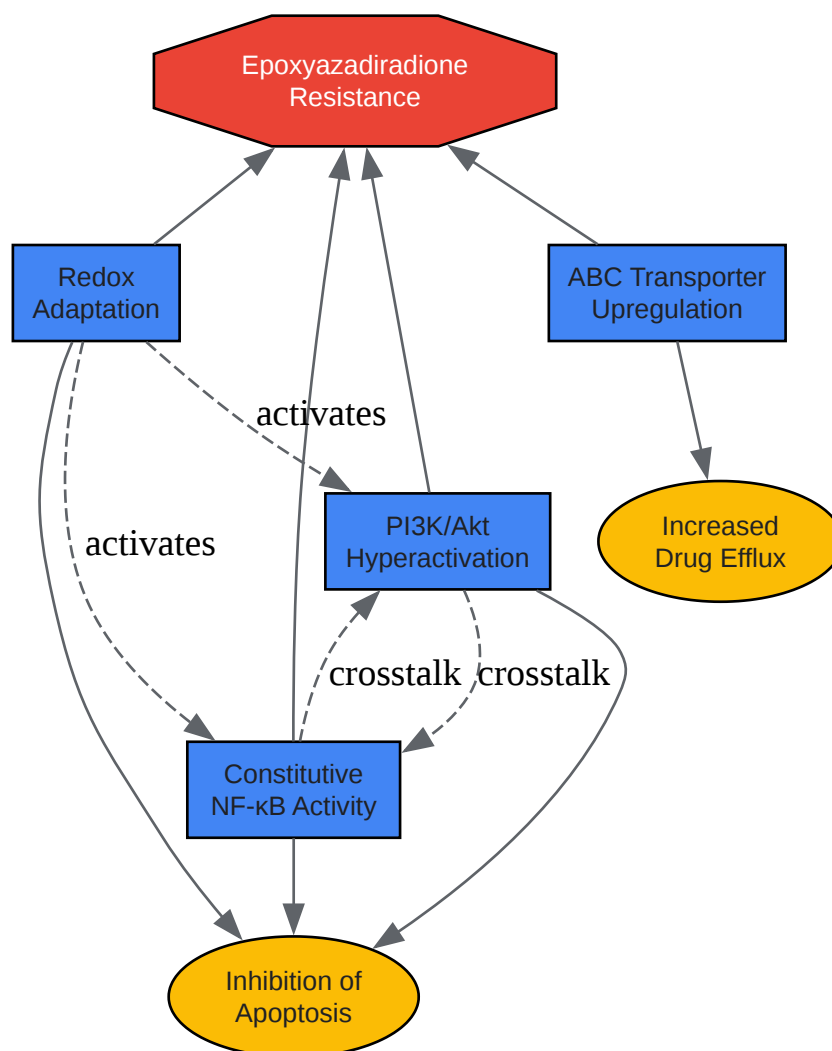 Epoxyazadiradione
Resistance
Redox
Adaptation
ABC Transporter
Upregulation
activates
PI3K/Akt
Hyperactivation
Increased
Drug Efflux
activates
crosstalk
crosstalk
Constitutive
NF-κB Activity
Inhibition of
Apoptosis